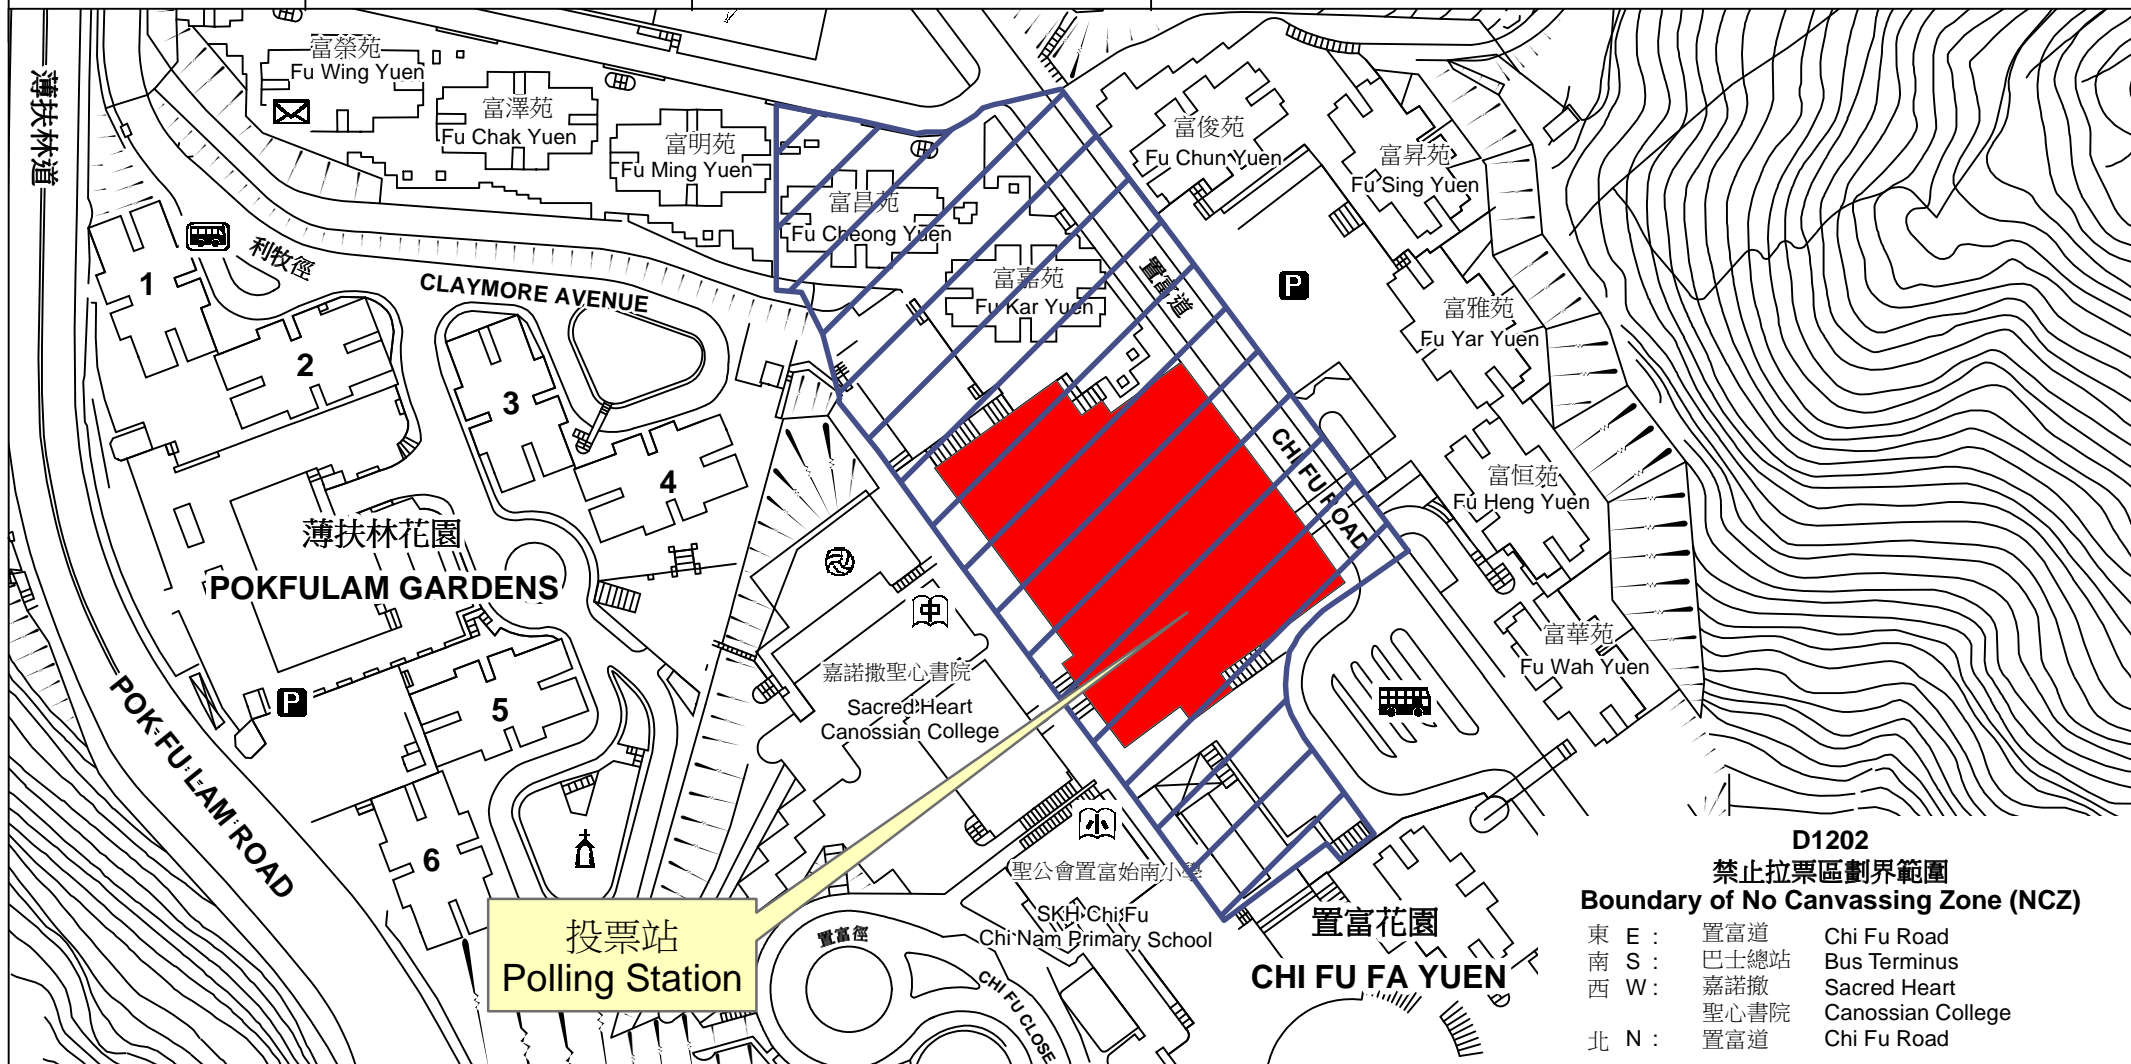 富榮苑
Fu Wing Yuen
富澤苑
Fu Chak Yuen
富明苑
Fu Ming Yuen
富昌苑
Fu Cheong Yuen
富嘉苑
Fu Kar Yuen
富俊苑
Fu Chun Yuen
富昇苑
Fu Sing Yuen
富雅苑
Fu Yar Yuen
富恒苑
Fu Heng Yuen
富華苑
Fu Wah Yuen
薄扶林道
利牧徑
CLAYMORE AVENUE
置富道
CHI FU ROAD
P
1
2
3
4
5
6
薄扶林花園
POKFULAM GARDENS
P
POK FU LAM ROAD
中
嘉諾撒聖心書院
Sacred Heart
Canossian College
小
聖公會置富始南小學
SKH Chi Fu
Chi Nam Primary School
投票站
Polling Station
置富徑
CHI FU CLOSE
置富花園
CHI FU FA YUEN
D1202
禁止拉票區劃界範圍
Boundary of No Canvassing Zone (NCZ)
東 E : 置富道 Chi Fu Road
南 S : 巴士總站 Bus Terminus
西 W : 嘉諾撒 Sacred Heart
聖心書院 Canossian College
北 N : 置富道 Chi Fu Road